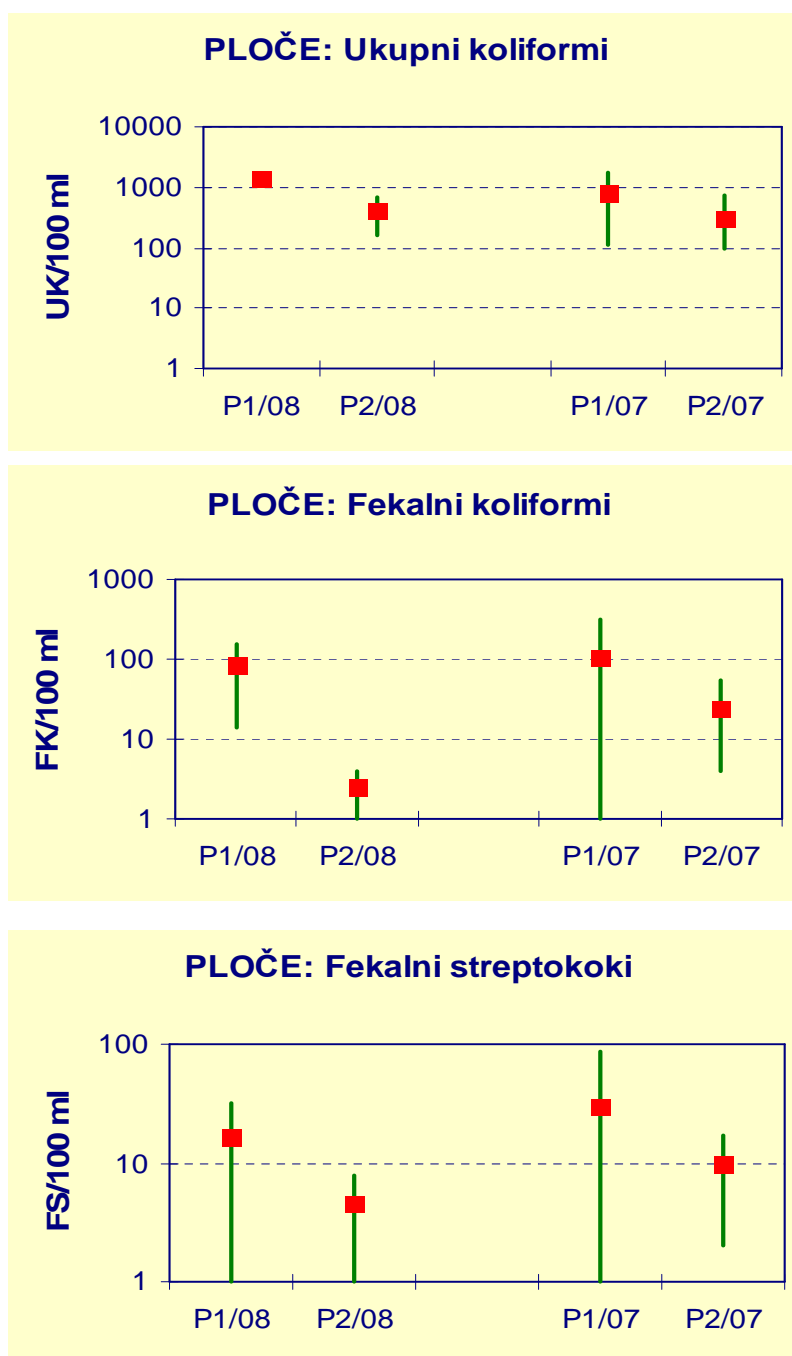 PLOČE: Ukupni koliformi
UK/100 ml
10000
1000
100
10
1
P1/08 P2/08 P1/07 P2/07
PLOČE: Fekalni koliformi
FK/100 ml
1000
100
10
1
P1/08 P2/08 P1/07 P2/07
PLOČE: Fekalni streptokoki
FS/100 ml
100
10
1
P1/08 P2/08 P1/07 P2/07